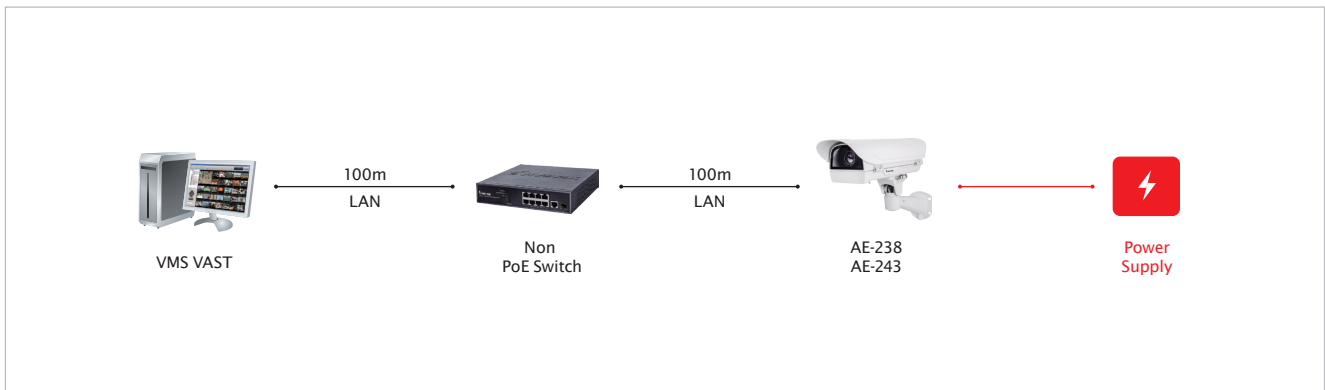 100m
LAN
100m
LAN
VMS VAST
Non
PoE Switch
AE-238
AE-243
Power
Supply